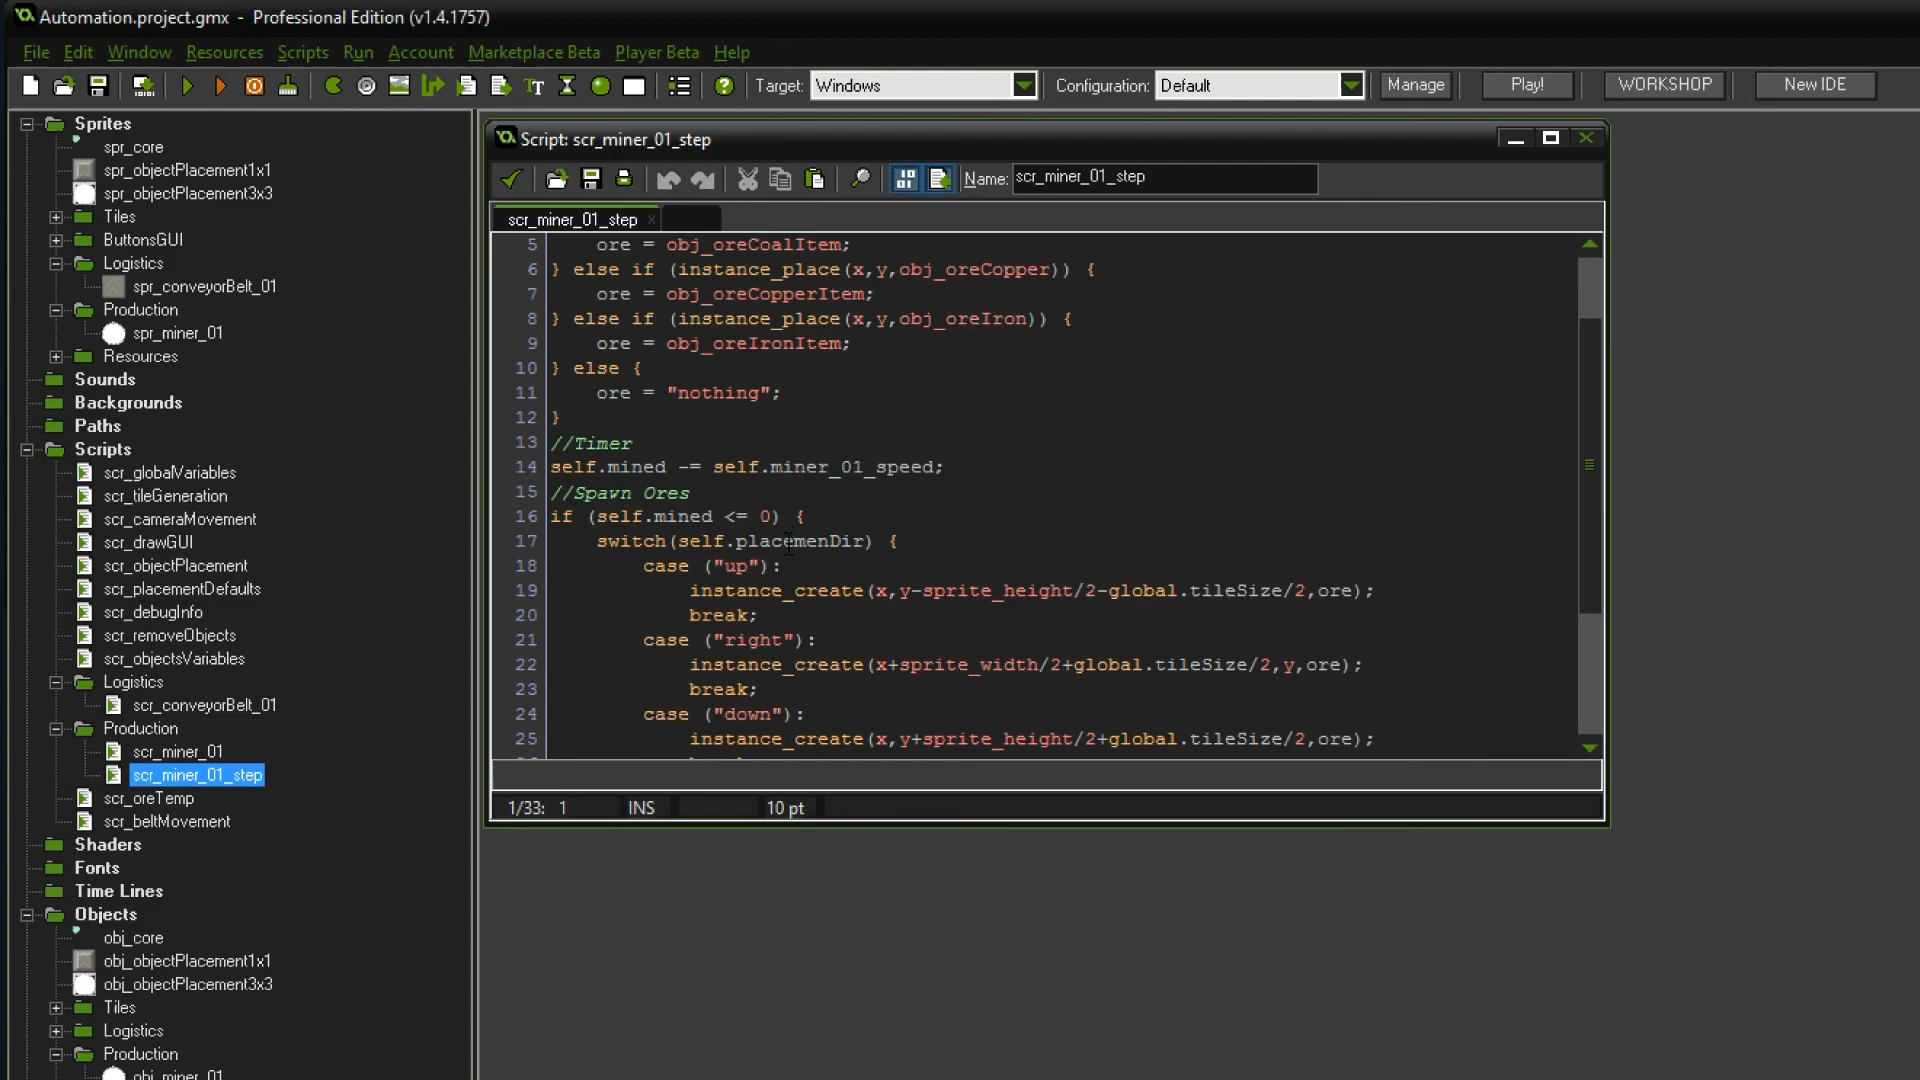 Automation.project.gmx - Professional Edition (v1.4.1757)
File Edit Window Resources Scripts Run Account Marketplace Beta Player Beta Help
Target: Windows Configuration: Default Manage Play! WORKSHOP New IDE
Sprites
spr_core
spr_objectPlacement1x1
spr_objectPlacement3x3
Tiles
ButtonsGUI
Logistics
spr_conveyorBelt_01
Production
spr_miner_01
Resources
Sounds
Backgrounds
Paths
Scripts
scr_globalVariables
scr_tileGeneration
scr_cameraMovement
scr_drawGUI
scr_objectPlacement
scr_placementDefaults
scr_debugInfo
scr_removeObjects
scr_objectsVariables
Logistics
scr_conveyorBelt_01
Production
scr_miner_01
scr_miner_01_step
scr_oreTemp
scr_beltMovement
Shaders
Fonts
Time Lines
Objects
obj_core
obj_objectPlacement1x1
obj_objectPlacement3x3
Tiles
Logistics
Production
obj_miner_01
Script: scr_miner_01_step
Name: scr_miner_01_step
scr_miner_01_step x
5 ore = obj_oreCoalItem;
6 } else if (instance_place(x,y,obj_oreCopper)) {
7 ore = obj_oreCopperItem;
8 } else if (instance_place(x,y,obj_oreIron)) {
9 ore = obj_oreIronItem;
10 } else {
11 ore = "nothing";
12 }
13 //Timer
14 self.mined -= self.miner_01_speed;
15 //Spawn Ores
16 if (self.mined <= 0) {
17 switch(self.placemenDir) {
18 case ("up"):
19 instance_create(x,y-sprite_height/2-global.tileSize/2,ore);
20 break;
21 case ("right"):
22 instance_create(x+sprite_width/2+global.tileSize/2,y,ore);
23 break;
24 case ("down"):
25 instance_create(x,y+sprite_height/2+global.tileSize/2,ore);
1/33: 1 INS 10 pt